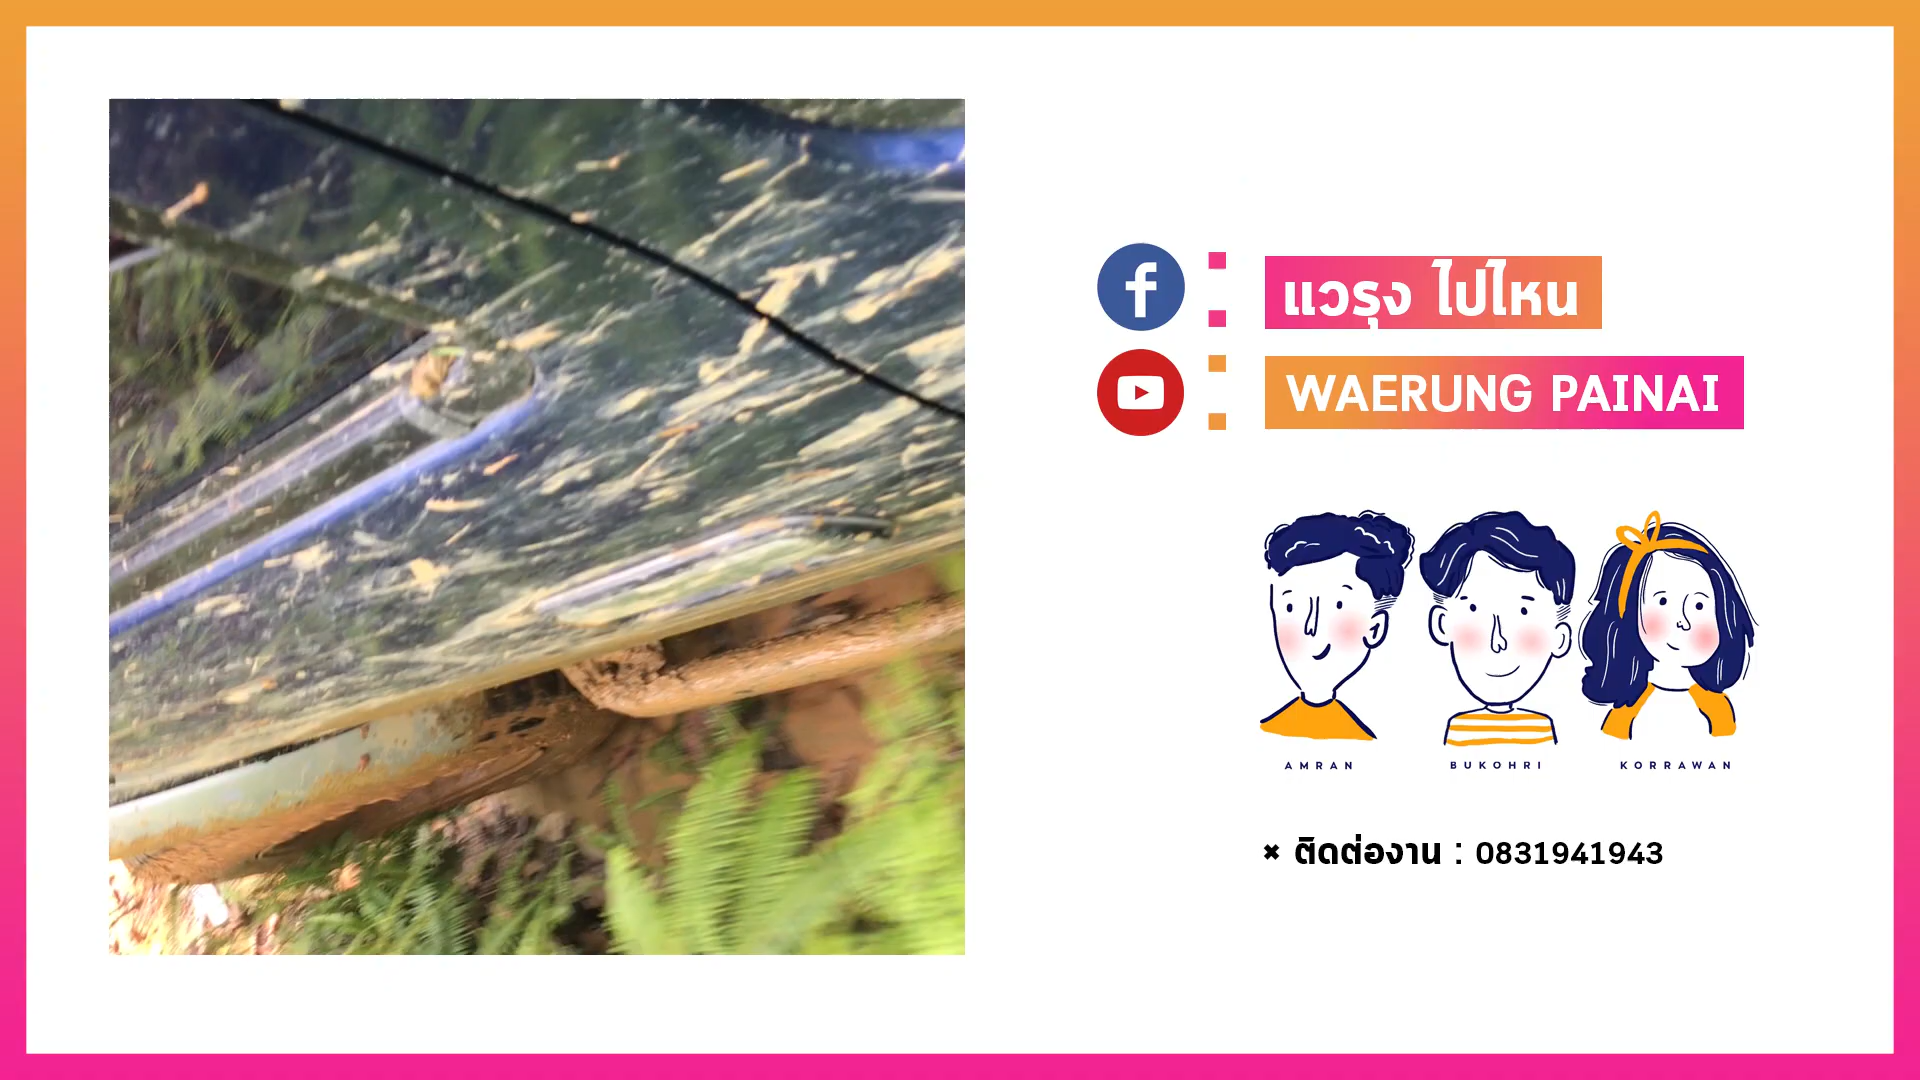 แวรุง ไปไหน
WAERUNG PAINAI
AMRAN BUKOHRI KORRAWAN
× ติดต่องาน : 0831941943